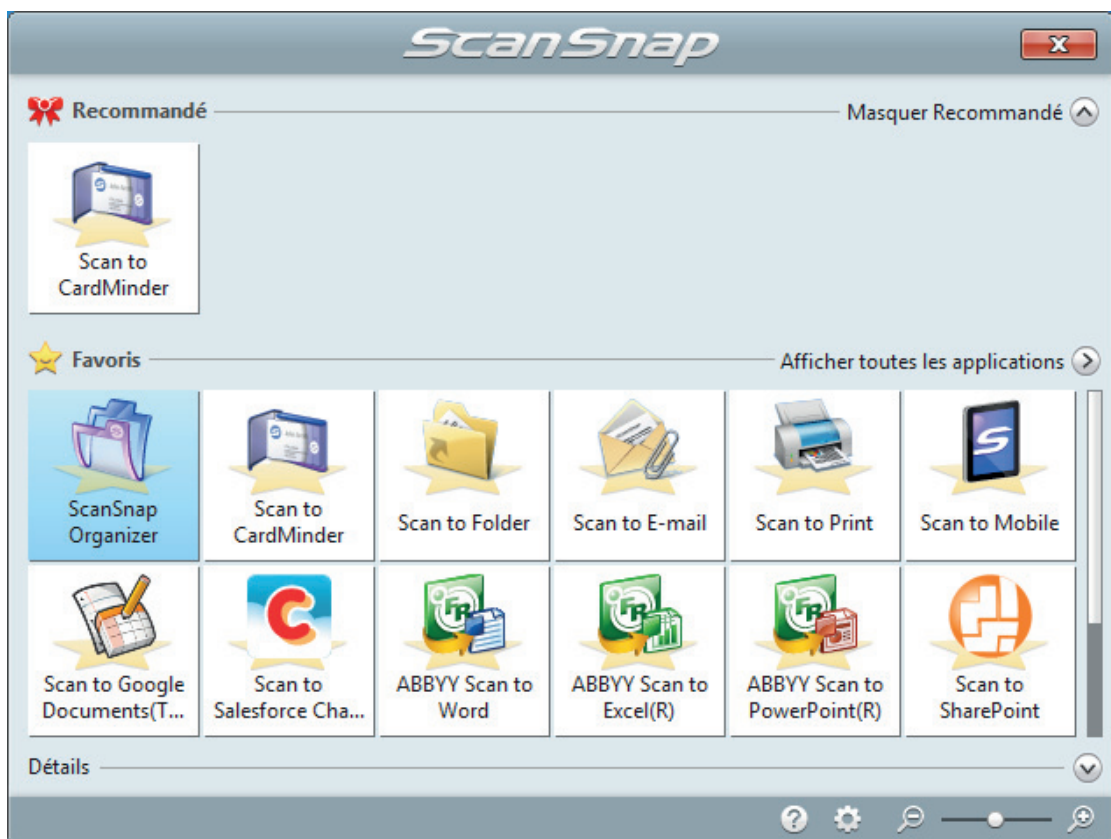 ScanSnap
Recommandé
Masquer Recommandé
Scan to
CardMinder
Favoris
Afficher toutes les applications
ScanSnap
Organizer
Scan to
CardMinder
Scan to Folder
Scan to E-mail
Scan to Print
Scan to Mobile
Scan to Google
Documents(T...
Scan to
Salesforce Cha...
ABBYY Scan to
Word
ABBYY Scan to
Excel(R)
ABBYY Scan to
PowerPoint(R)
Scan to
SharePoint
Détails